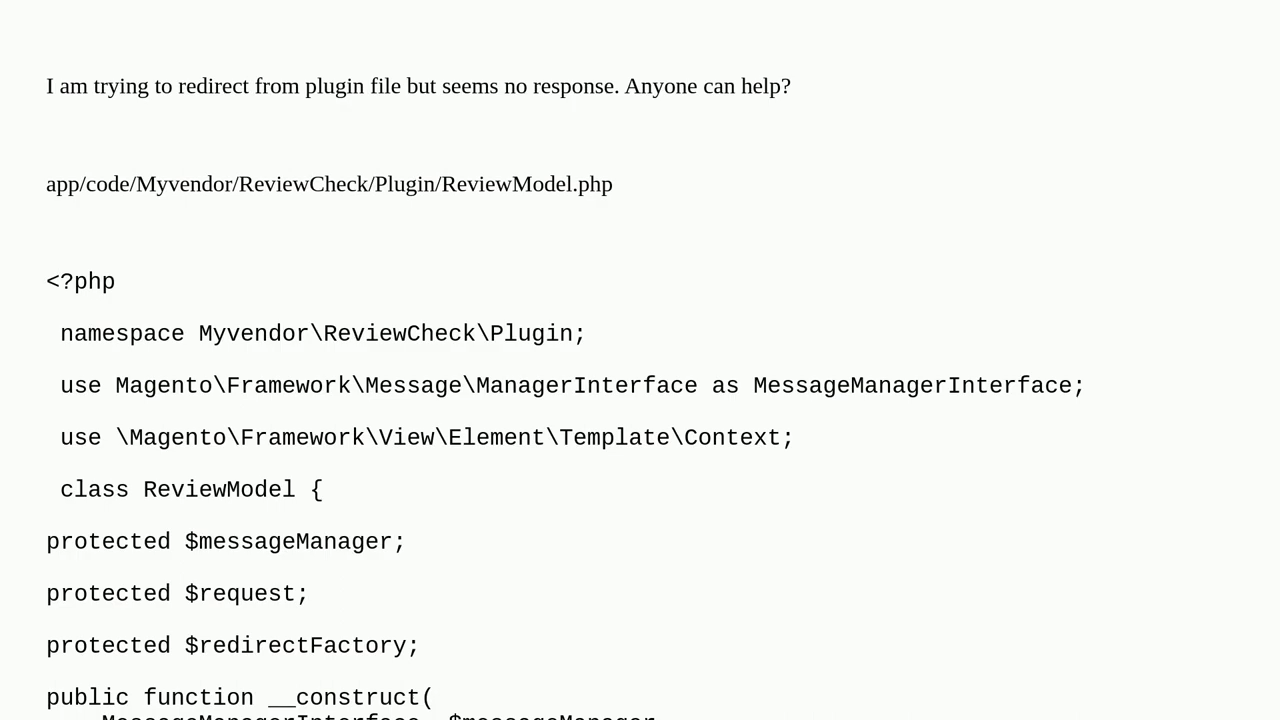 I am trying to redirect from plugin file but seems no response. Anyone can help?
app/code/Myvendor/ReviewCheck/Plugin/ReviewModel.php
<?php
namespace Myvendor\ReviewCheck\Plugin;
use Magento\Framework\Message\ManagerInterface as MessageManagerInterface;
use \Magento\Framework\View\Element\Template\Context;
class ReviewModel {
protected $messageManager;
protected $request;
protected $redirectFactory;
public function __construct(
MessageManagerInterface $messageManager